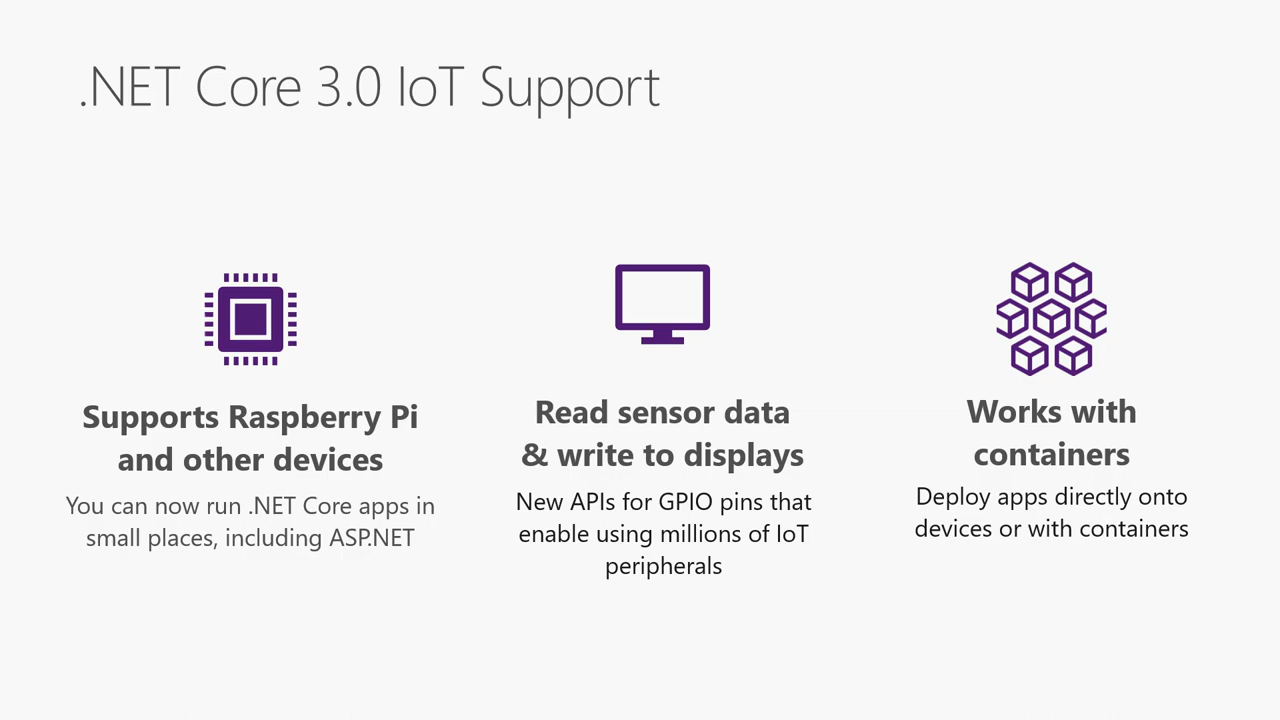 .NET Core 3.0 IoT Support
Supports Raspberry Pi
and other devices
You can now run .NET Core apps in
small places, including ASP.NET
Read sensor data
& write to displays
New APIs for GPIO pins that
enable using millions of IoT
peripherals
Works with
containers
Deploy apps directly onto
devices or with containers